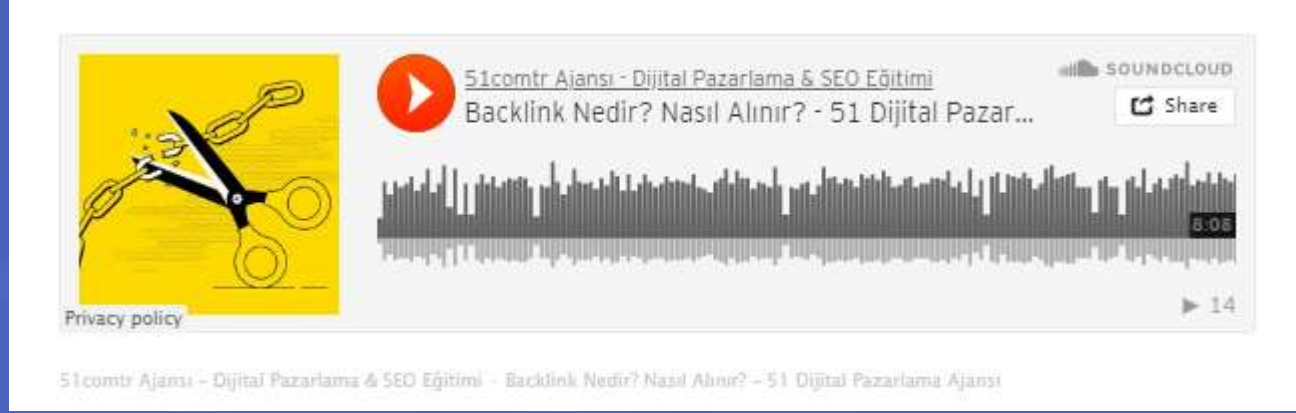 51comtr Ajansı - Dijital Pazarlama & SEO Eğitimi
SOUNDCLOUD
Backlink Nedir? Nasıl Alınır? - 51 Dijital Pazar...
Share
8:08
14
Privacy policy
51comtr Ajansı – Dijital Pazarlama & SEO Eğitimi · Backlink Nedir? Nasıl Alınır? – 51 Dijital Pazarlama Ajansı